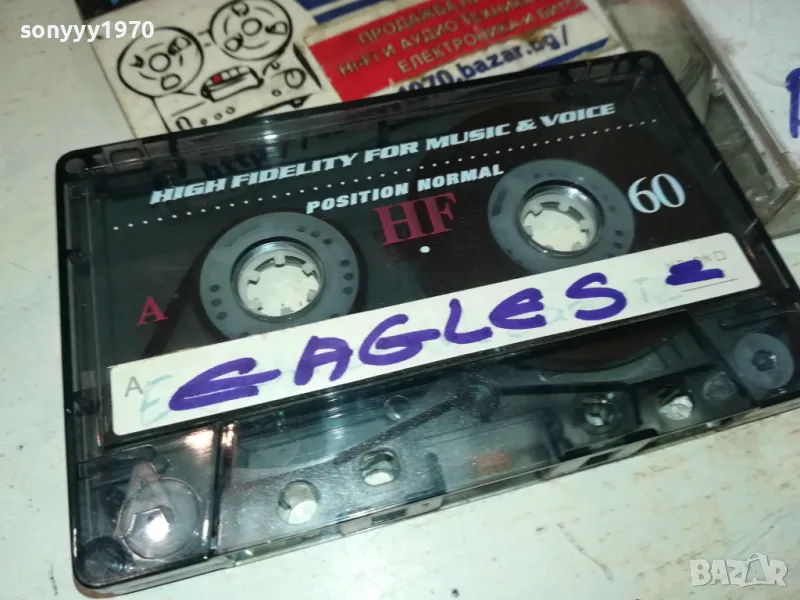 sonyyy1970
ПРОДАЖБА НА
HI-FI И АУДИО ТЕХНИКА
ЕЛЕКТРОНИКА И БИТОВ
1970.bazar.bg/
HIGH FIDELITY FOR MUSIC & VOICE
POSITION NORMAL
HF
60
A
A
EAGLES -
BAZAR